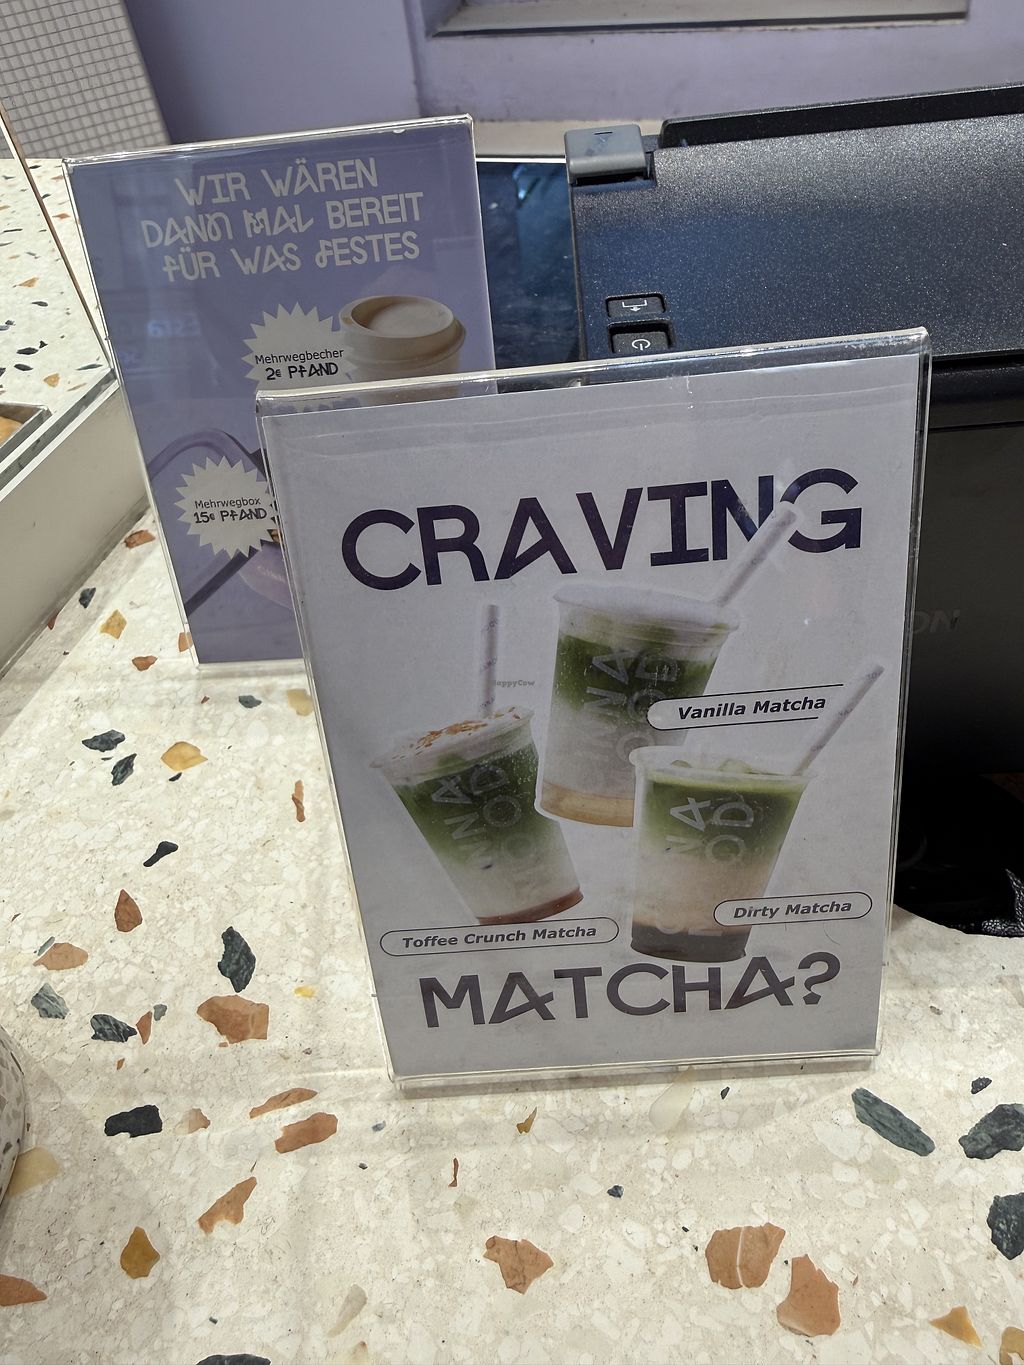 WIR WÄREN
DANN MAL BEREIT
FÜR WAS FESTES
Mehrwegbecher
2€ PFAND
Mehrwegbox
15€ PFAND
CRAVING
HappyCow
Vanilla Matcha
Dirty Matcha
Toffee Crunch Matcha
MATCHA?